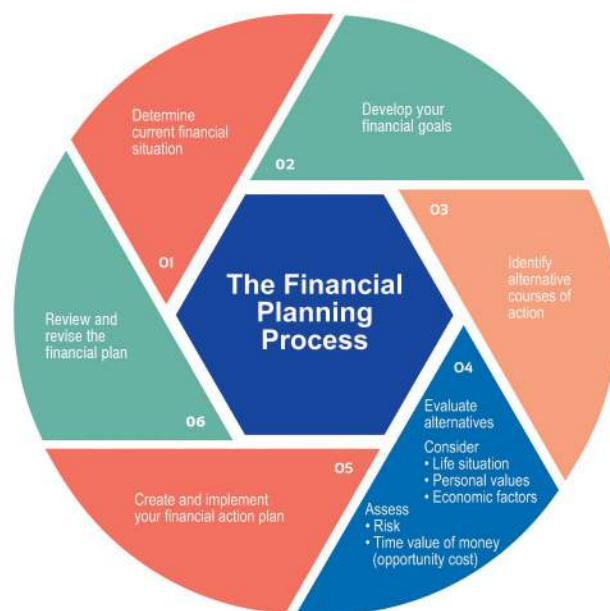 The Financial
Planning
Process
Determine
current financial
situation
01
Develop your
financial goals
02
03
Identify
alternative
courses of
action
04
Evaluate
alternatives
Consider
• Life situation
• Personal values
• Economic factors
Assess
• Risk
• Time value of money
(opportunity cost)
05
Create and implement
your financial action plan
Review and
revise the
financial plan
06